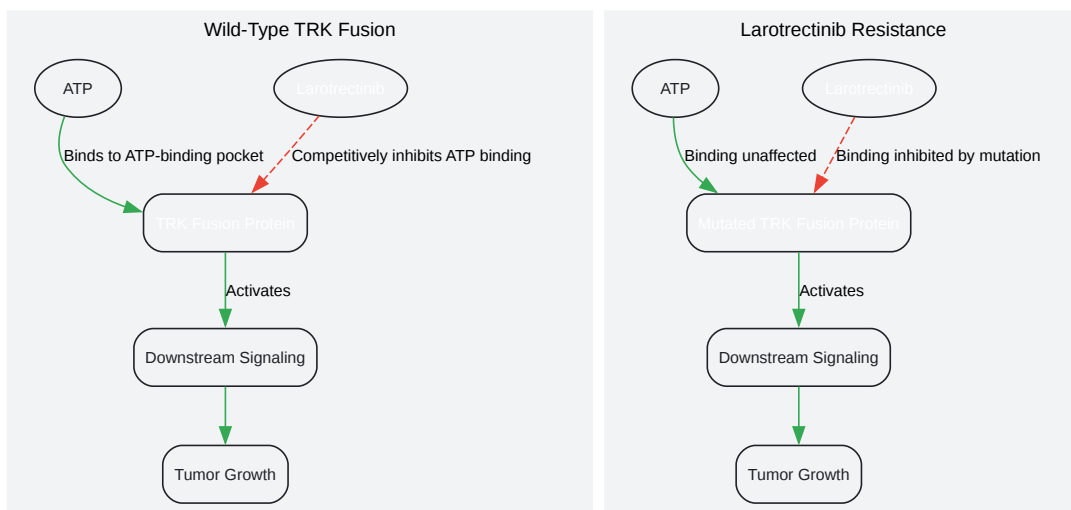 Wild-Type TRK Fusion
ATP
Larotrectinib
Binds to ATP-binding pocket
Competitively inhibits ATP binding
TRK Fusion Protein
Activates
Downstream Signaling
Tumor Growth
Larotrectinib Resistance
ATP
Larotrectinib
Binding unaffected
Binding inhibited by mutation
Mutated TRK Fusion Protein
Activates
Downstream Signaling
Tumor Growth